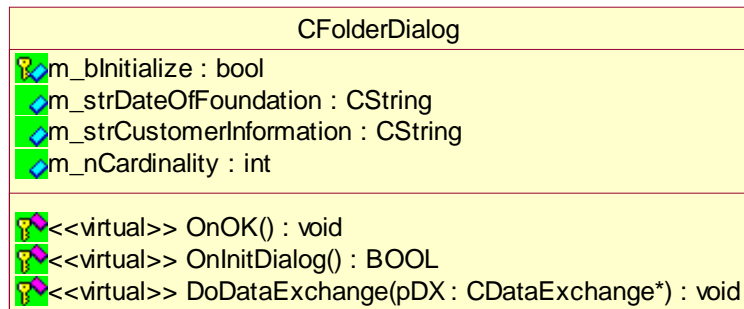 CFolderDialog
m_bInitialize : bool
m_strDateOfFoundation : CString
m_strCustomerInformation : CString
m_nCardinality : int
<<virtual>> OnOK() : void
<<virtual>> OnInitDialog() : BOOL
<<virtual>> DoDataExchange(pDX : CDataExchange*) : void